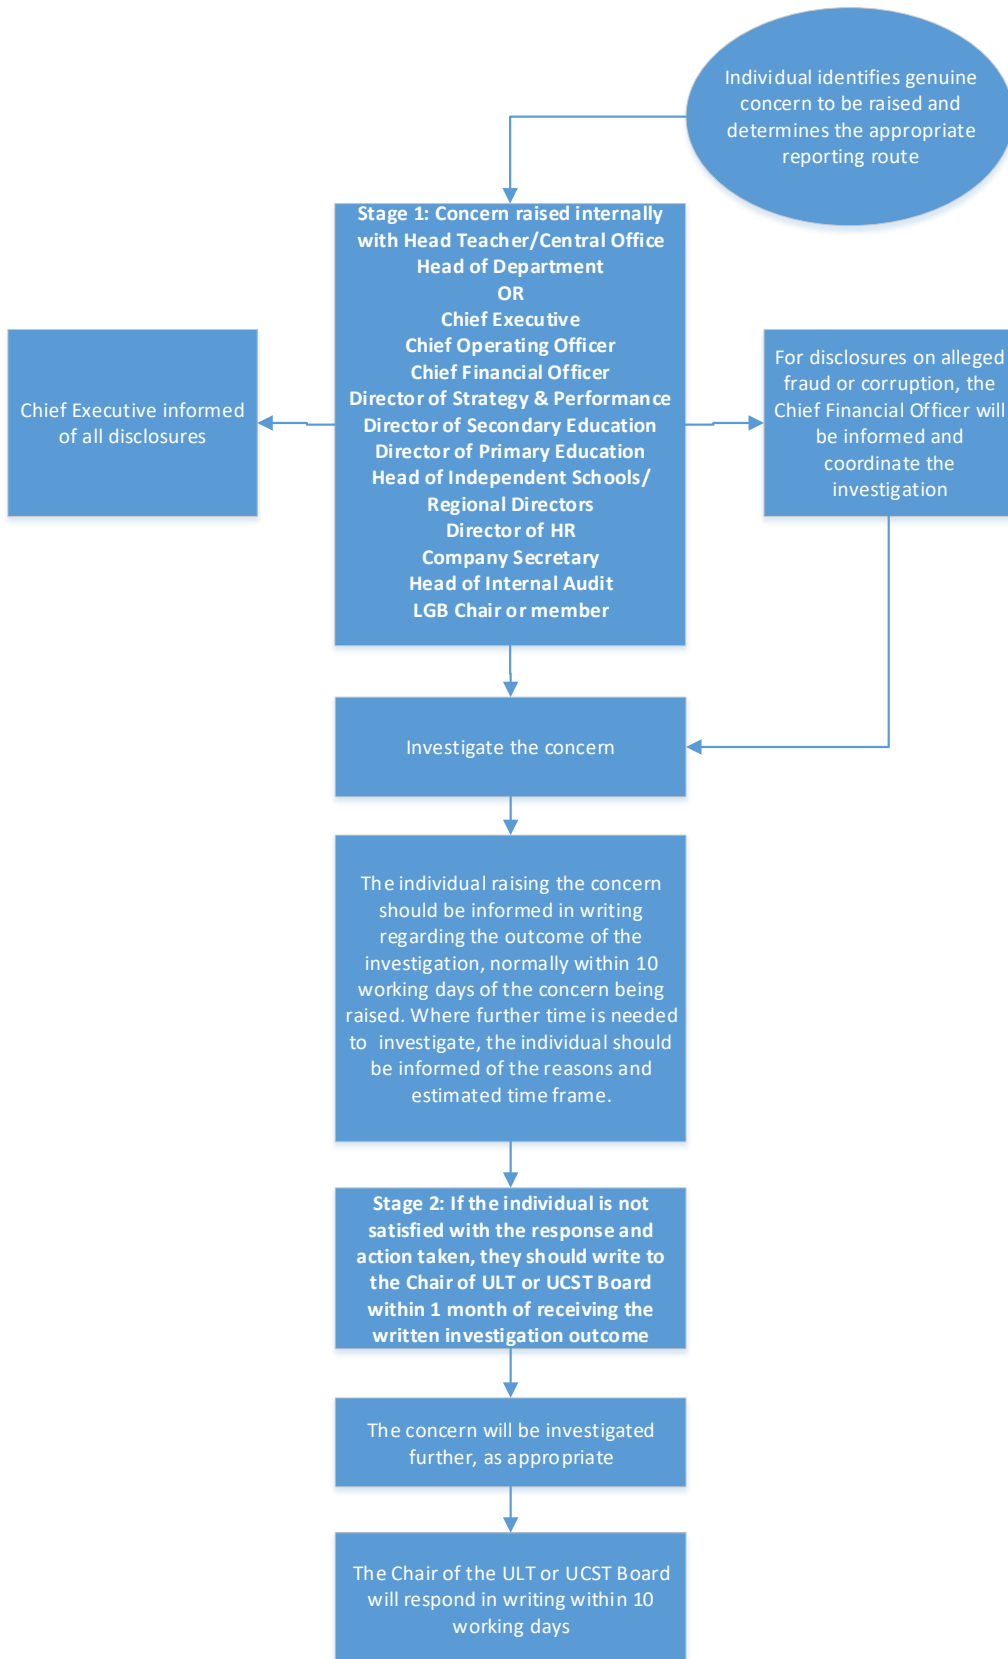 Individual identifies genuine
concern to be raised and
determines the appropriate
reporting route
Stage 1: Concern raised internally
with Head Teacher/Central Office
Head of Department
OR
Chief Executive
Chief Operating Officer
Chief Financial Officer
Director of Strategy & Performance
Director of Secondary Education
Director of Primary Education
Head of Independent Schools/
Regional Directors
Director of HR
Company Secretary
Head of Internal Audit
LGB Chair or member
Chief Executive informed
of all disclosures
For disclosures on alleged
fraud or corruption, the
Chief Financial Officer will
be informed and
coordinate the
investigation
Investigate the concern
The individual raising the concern
should be informed in writing
regarding the outcome of the
investigation, normally within 10
working days of the concern being
raised. Where further time is needed
to investigate, the individual should
be informed of the reasons and
estimated time frame.
Stage 2: If the individual is not
satisfied with the response and
action taken, they should write to
the Chair of ULT or UCST Board
within 1 month of receiving the
written investigation outcome
The concern will be investigated
further, as appropriate
The Chair of the ULT or UCST Board
will respond in writing within 10
working days